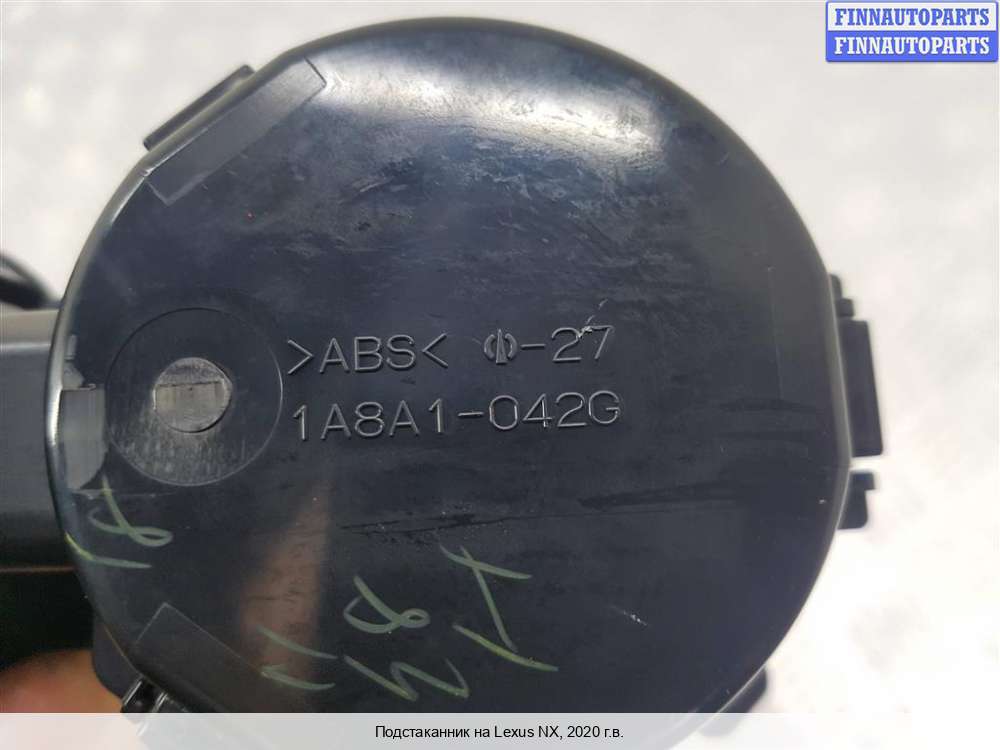 FINNAUTOPARTS
FINNAUTOPARTS
>ABS< -27
1A8A1-042G
Подстаканник на Lexus NX, 2020 г.в.